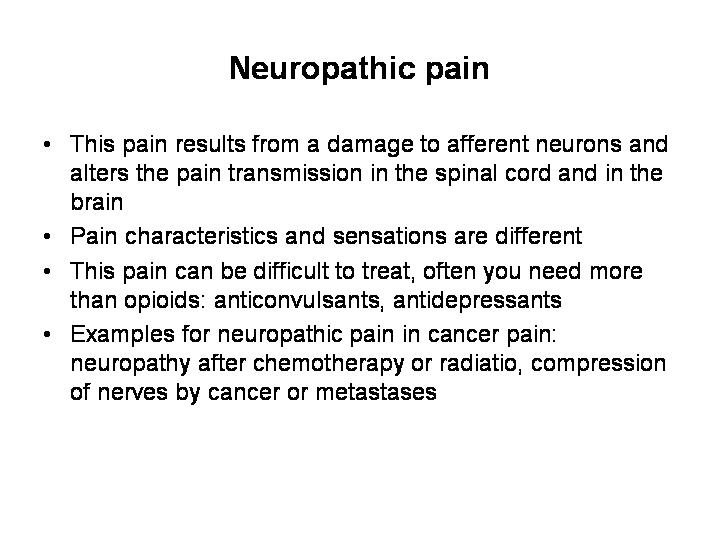 Neuropathic pain
• This pain results from a damage to afferent neurons and
alters the pain transmission in the spinal cord and in the
brain
• Pain characteristics and sensations are different
• This pain can be difficult to treat, often you need more
than opioids: anticonvulsants, antidepressants
• Examples for neuropathic pain in cancer pain:
neuropathy after chemotherapy or radiatio, compression
of nerves by cancer or metastases